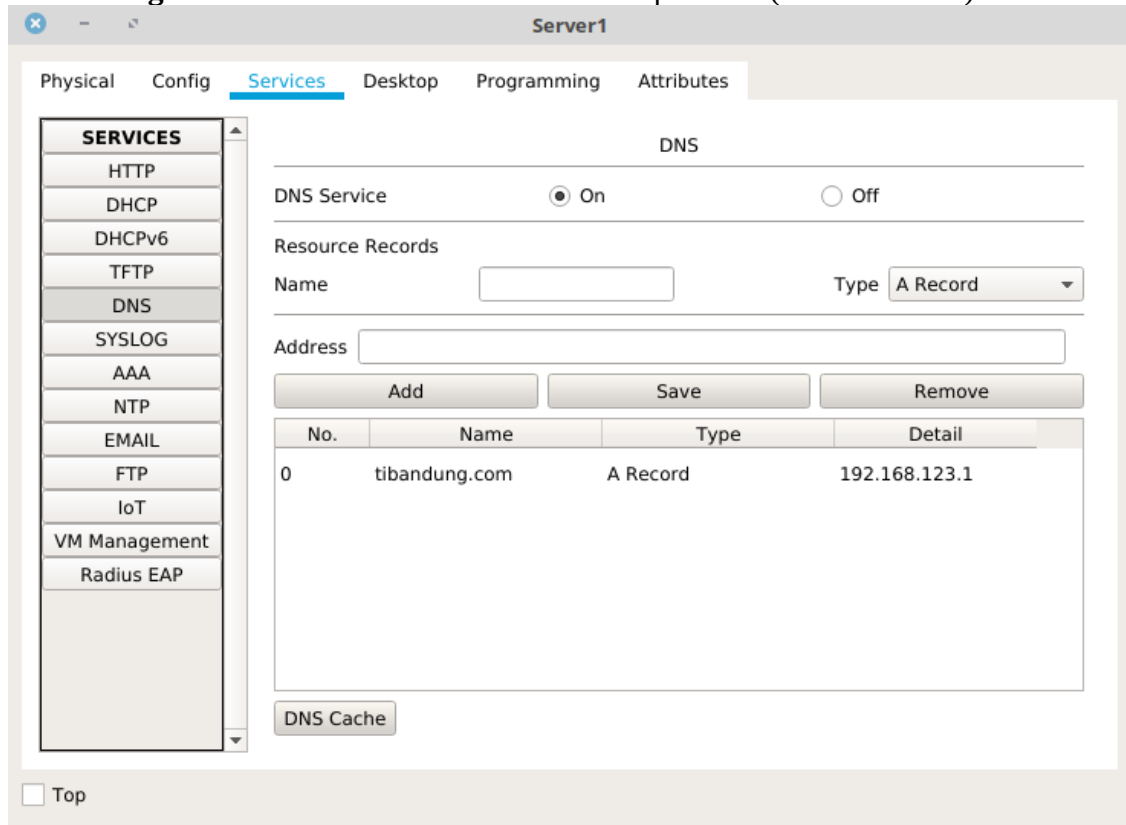 Server1
Physical Config Services Desktop Programming Attributes
SERVICES
HTTP
DHCP
DHCPv6
TFTP
DNS
SYSLOG
AAA
NTP
EMAIL
FTP
IoT
VM Management
Radius EAP
DNS
DNS Service On Off
Resource Records
Name Type A Record
Address
Add Save Remove
No. Name Type Detail
0 tibandung.com A Record 192.168.123.1
DNS Cache
Top